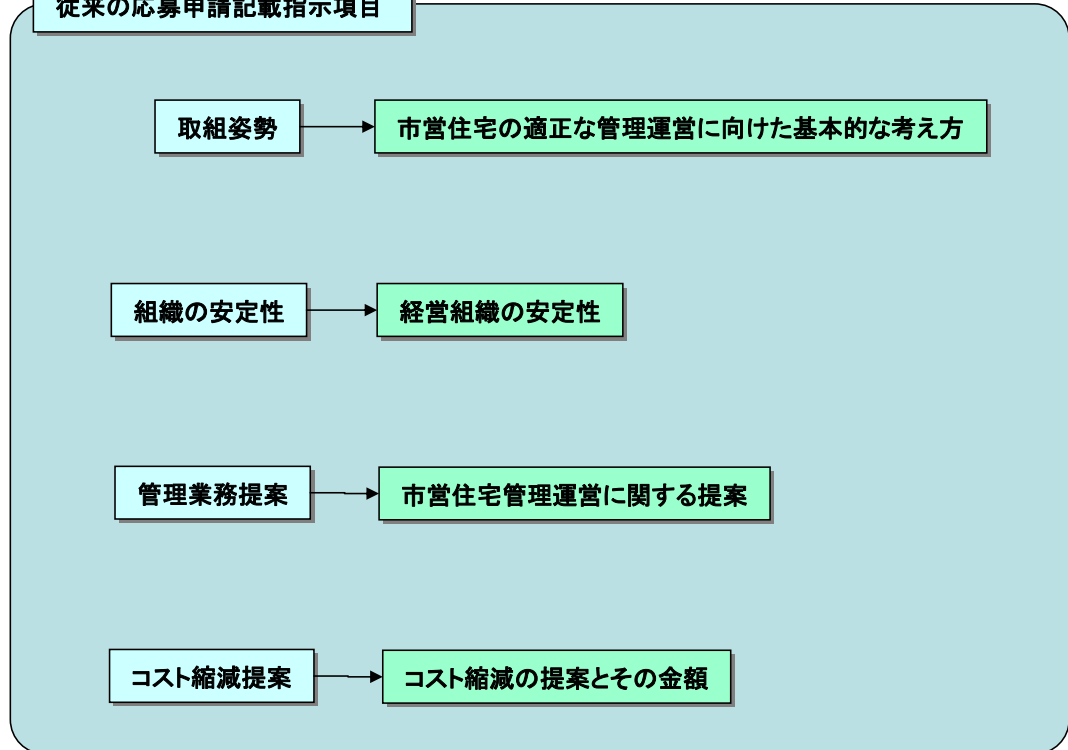 従来の応募申請記載指示項目
取組姿勢
市営住宅の適正な管理運営に向けた基本的な考え方
組織の安定性
経営組織の安定性
管理業務提案
市営住宅管理運営に関する提案
コスト縮減提案
コスト縮減の提案とその金額